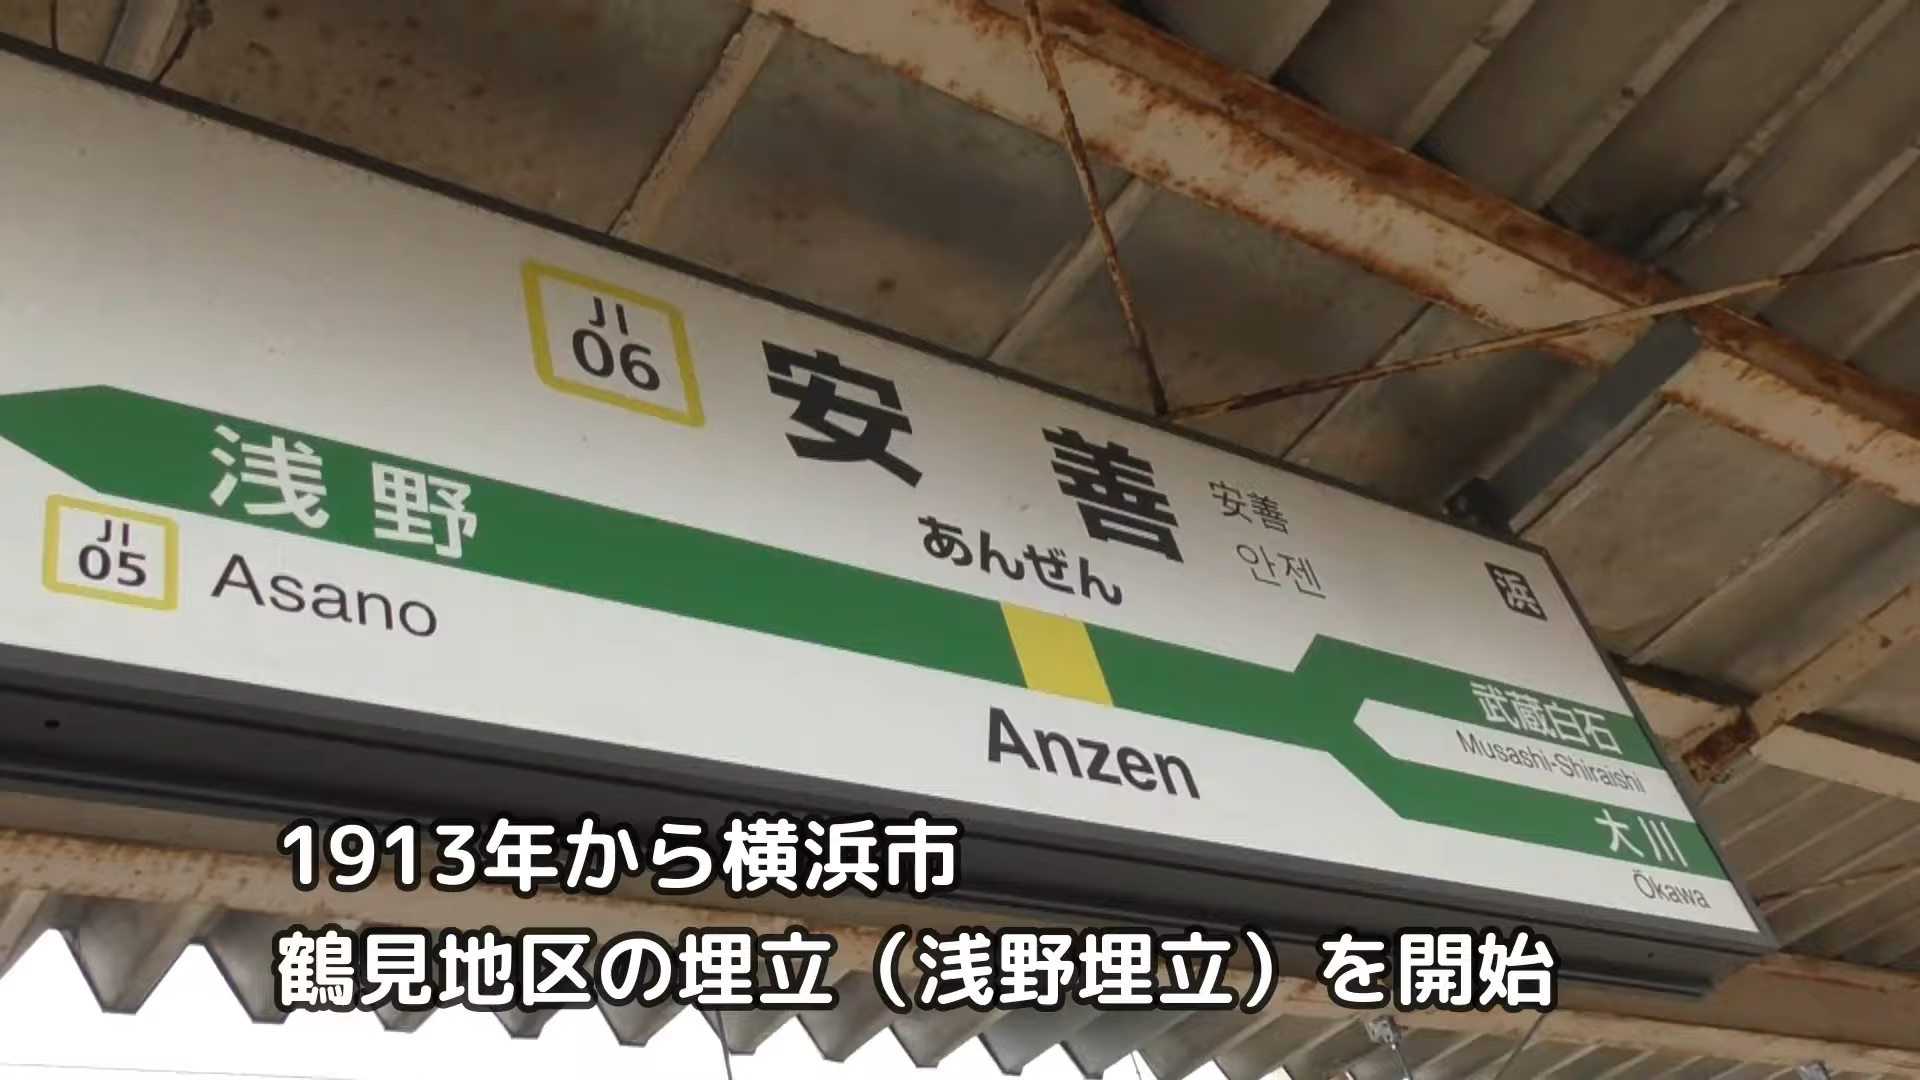 JI
06
安善
安善
あんぜん
안젠
浜
浅野
JI
05
Asano
Anzen
武蔵白石
Musashi-Shiraishi
大川
Ōkawa
1913年から横浜市
鶴見地区の埋立（浅野埋立）を開始